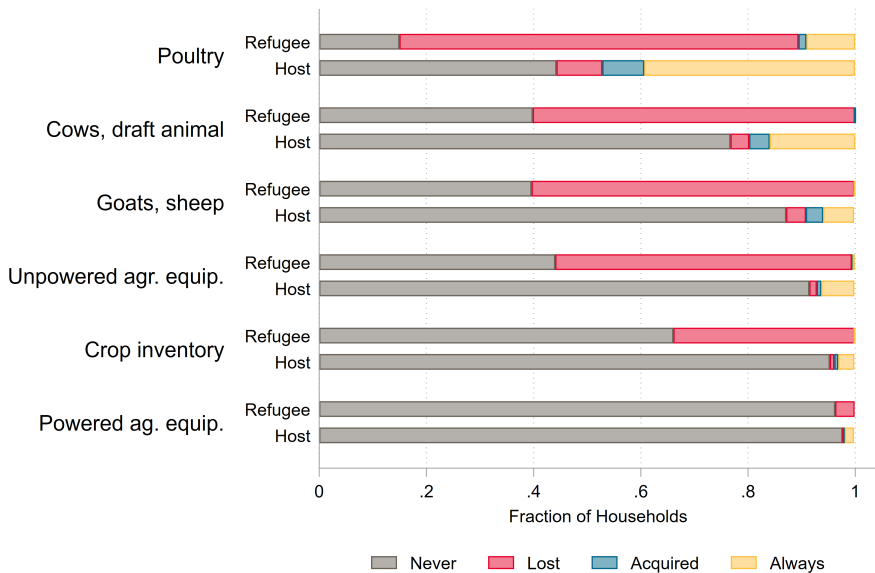 Poultry
Refugee
Host
Cows, draft animal
Refugee
Host
Goats, sheep
Refugee
Host
Unpowered agr. equip.
Refugee
Host
Crop inventory
Refugee
Host
Powered ag. equip.
Refugee
Host
0 .2 .4 .6 .8 1
Fraction of Households
Never Lost Acquired Always